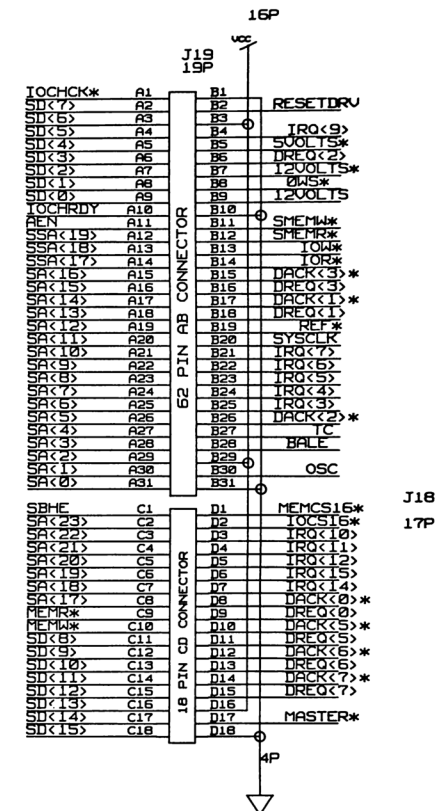 16P
VCC
J19
19P
IOCHCK* A1 B1
SD<7> A2 B2 RESETDRV
SD<6> A3 B3
SD<5> A4 B4 IRQ<9>
SD<4> A5 B5 5VOLTS*
SD<3> A6 B6 DREQ<2>
SD<2> A7 B7 12VOLTS*
SD<1> A8 B8 0WS*
SD<0> A9 B9 12VOLTS
IOCHRDY A10 B10
AEN A11 B11 SMEMW*
SSA<19> A12 B12 SMEMR*
SSA<18> A13 B13 IOW*
SSA<17> A14 B14 IOR*
SA<16> A15 B15 DACK<3>*
SA<15> A16 B16 DREQ<3>
SA<14> A17 B17 DACK<1>*
SA<13> A18 B18 DREQ<1>
SA<12> A19 B19 REF*
SA<11> A20 B20 SYSCLK
SA<10> A21 B21 IRQ<7>
SA<9> A22 B22 IRQ<6>
SA<8> A23 B23 IRQ<5>
SA<7> A24 B24 IRQ<4>
SA<6> A25 B25 IRQ<3>
SA<5> A26 B26 DACK<2>*
SA<4> A27 B27 TC
SA<3> A28 B28 BALE
SA<2> A29 B29
SA<1> A30 B30 OSC
SA<0> A31 B31
62 PIN AB CONNECTOR
J18
17P
SBHE C1 D1 MEMCS16*
SA<23> C2 D2 IOCS16*
SA<22> C3 D3 IRQ<10>
SA<21> C4 D4 IRQ<11>
SA<20> C5 D5 IRQ<12>
SA<19> C6 D6 IRQ<15>
SA<18> C7 D7 IRQ<14>
SA<17> C8 D8 DACK<0>*
MEMR* C9 D9 DREQ<0>
MEMW* C10 D10 DACK<5>*
SD<8> C11 D11 DREQ<5>
SD<9> C12 D12 DACK<6>*
SD<10> C13 D13 DREQ<6>
SD<11> C14 D14 DACK<7>*
SD<12> C15 D15 DREQ<7>
SD<13> C16 D16
SD<14> C17 D17 MASTER*
SD<15> C18 D18
18 PIN CD CONNECTOR
4P